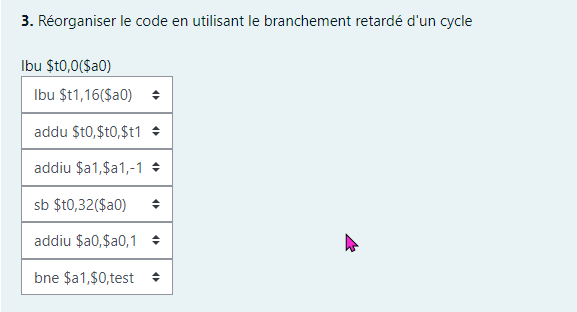 3. Réorganiser le code en utilisant le branchement retardé d'un cycle
lbu $t0,0($a0)
lbu $t1,16($a0)
addu $t0,$t0,$t1
addiu $a1,$a1,-1
sb $t0,32($a0)
addiu $a0,$a0,1
bne $a1,$0,test